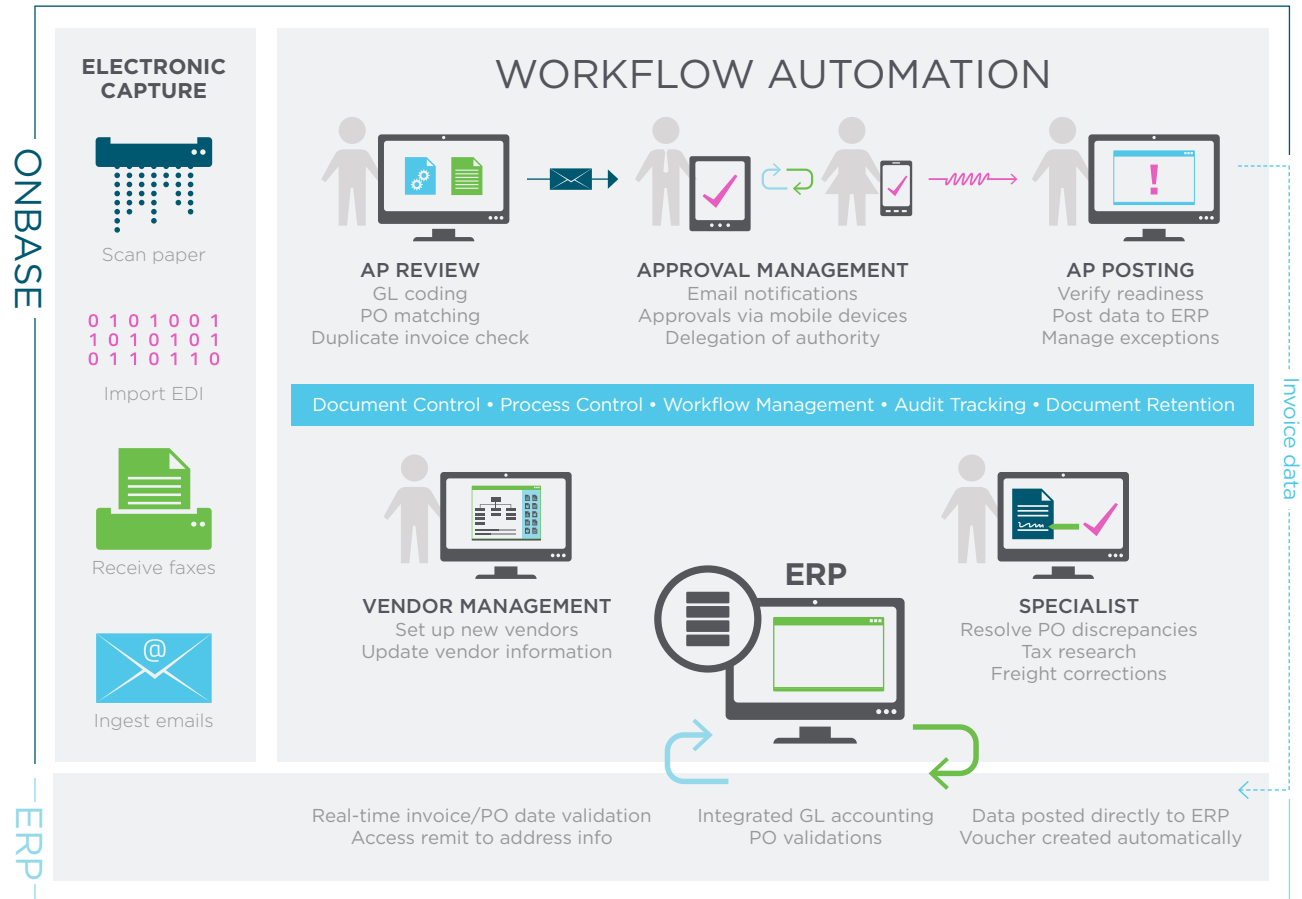 ONBASE
ELECTRONIC
CAPTURE
Scan paper
0 1 0 1 0 0 1
1 0 1 0 1 0 1
0 1 1 0 1 1 0
Import EDI
Receive faxes
@
Ingest emails
WORKFLOW AUTOMATION
!
AP REVIEW
GL coding
PO matching
Duplicate invoice check
APPROVAL MANAGEMENT
Email notifications
Approvals via mobile devices
Delegation of authority
AP POSTING
Verify readiness
Post data to ERP
Manage exceptions
Document Control • Process Control • Workflow Management • Audit Tracking • Document Retention
VENDOR MANAGEMENT
Set up new vendors
Update vendor information
ERP
SPECIALIST
Resolve PO discrepancies
Tax research
Freight corrections
Invoice data
ERP
Real-time invoice/PO date validation
Access remit to address info
Integrated GL accounting
PO validations
Data posted directly to ERP
Voucher created automatically